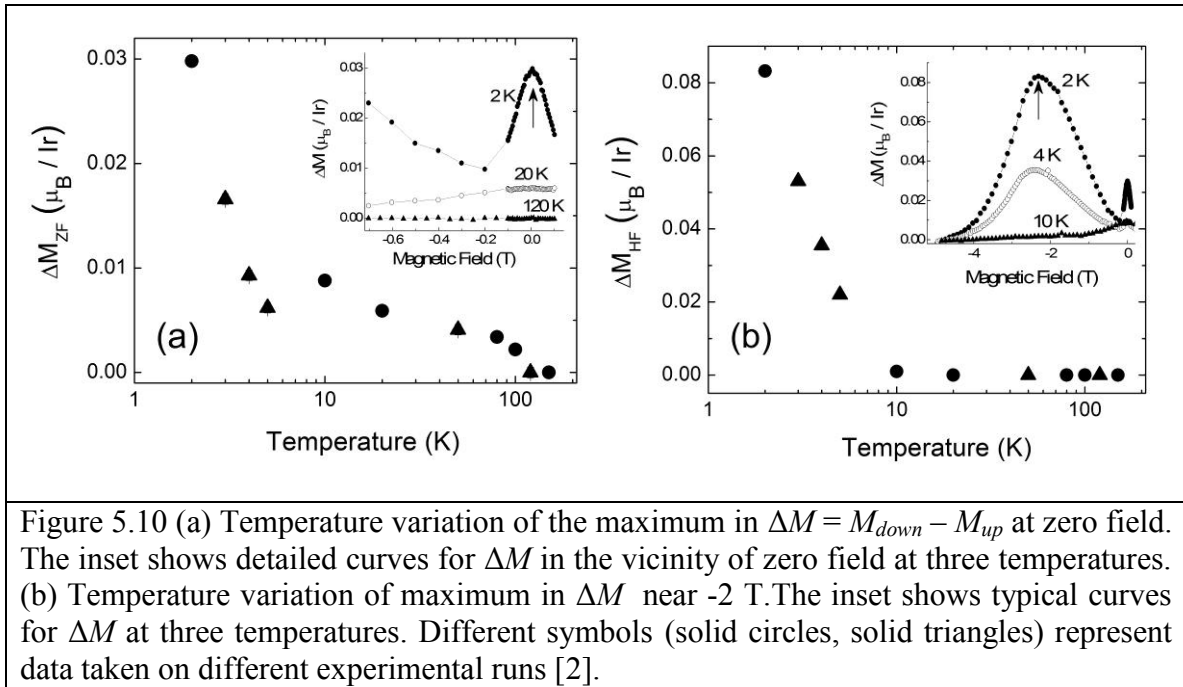 0.03
0.02
0.01
0.00
ΔM_ZF (μ_B / Ir)
1
10
100
Temperature (K)
(a)
0.03
0.02
0.01
0.00
ΔM (μ_B / Ir)
-0.6
-0.4
-0.2
0.0
Magnetic Field (T)
2 K
20 K
120 K
0.08
0.06
0.04
0.02
0.00
ΔM_HF (μ_B / Ir)
1
10
100
Temperature (K)
(b)
0.08
0.06
0.04
0.02
0.00
ΔM (μ_B / Ir)
-4
-2
0
Magnetic Field (T)
2 K
4 K
10 K
Figure 5.10 (a) Temperature variation of the maximum in ΔM = M_down – M_up at zero field.
The inset shows detailed curves for ΔM in the vicinity of zero field at three temperatures.
(b) Temperature variation of maximum in ΔM near -2 T.The inset shows typical curves
for ΔM at three temperatures. Different symbols (solid circles, solid triangles) represent
data taken on different experimental runs [2].